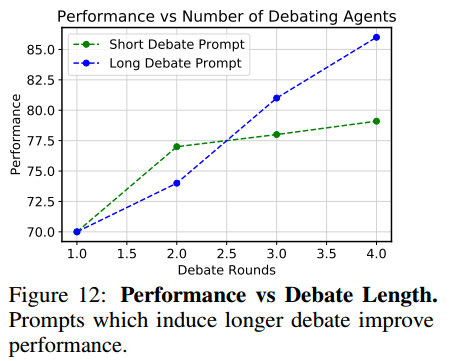 Performance vs Number of Debating Agents
Short Debate Prompt
Long Debate Prompt
Performance
85.0
82.5
80.0
77.5
75.0
72.5
70.0
1.0 1.5 2.0 2.5 3.0 3.5 4.0
Debate Rounds
Figure 12: Performance vs Debate Length.
Prompts which induce longer debate improve
performance.